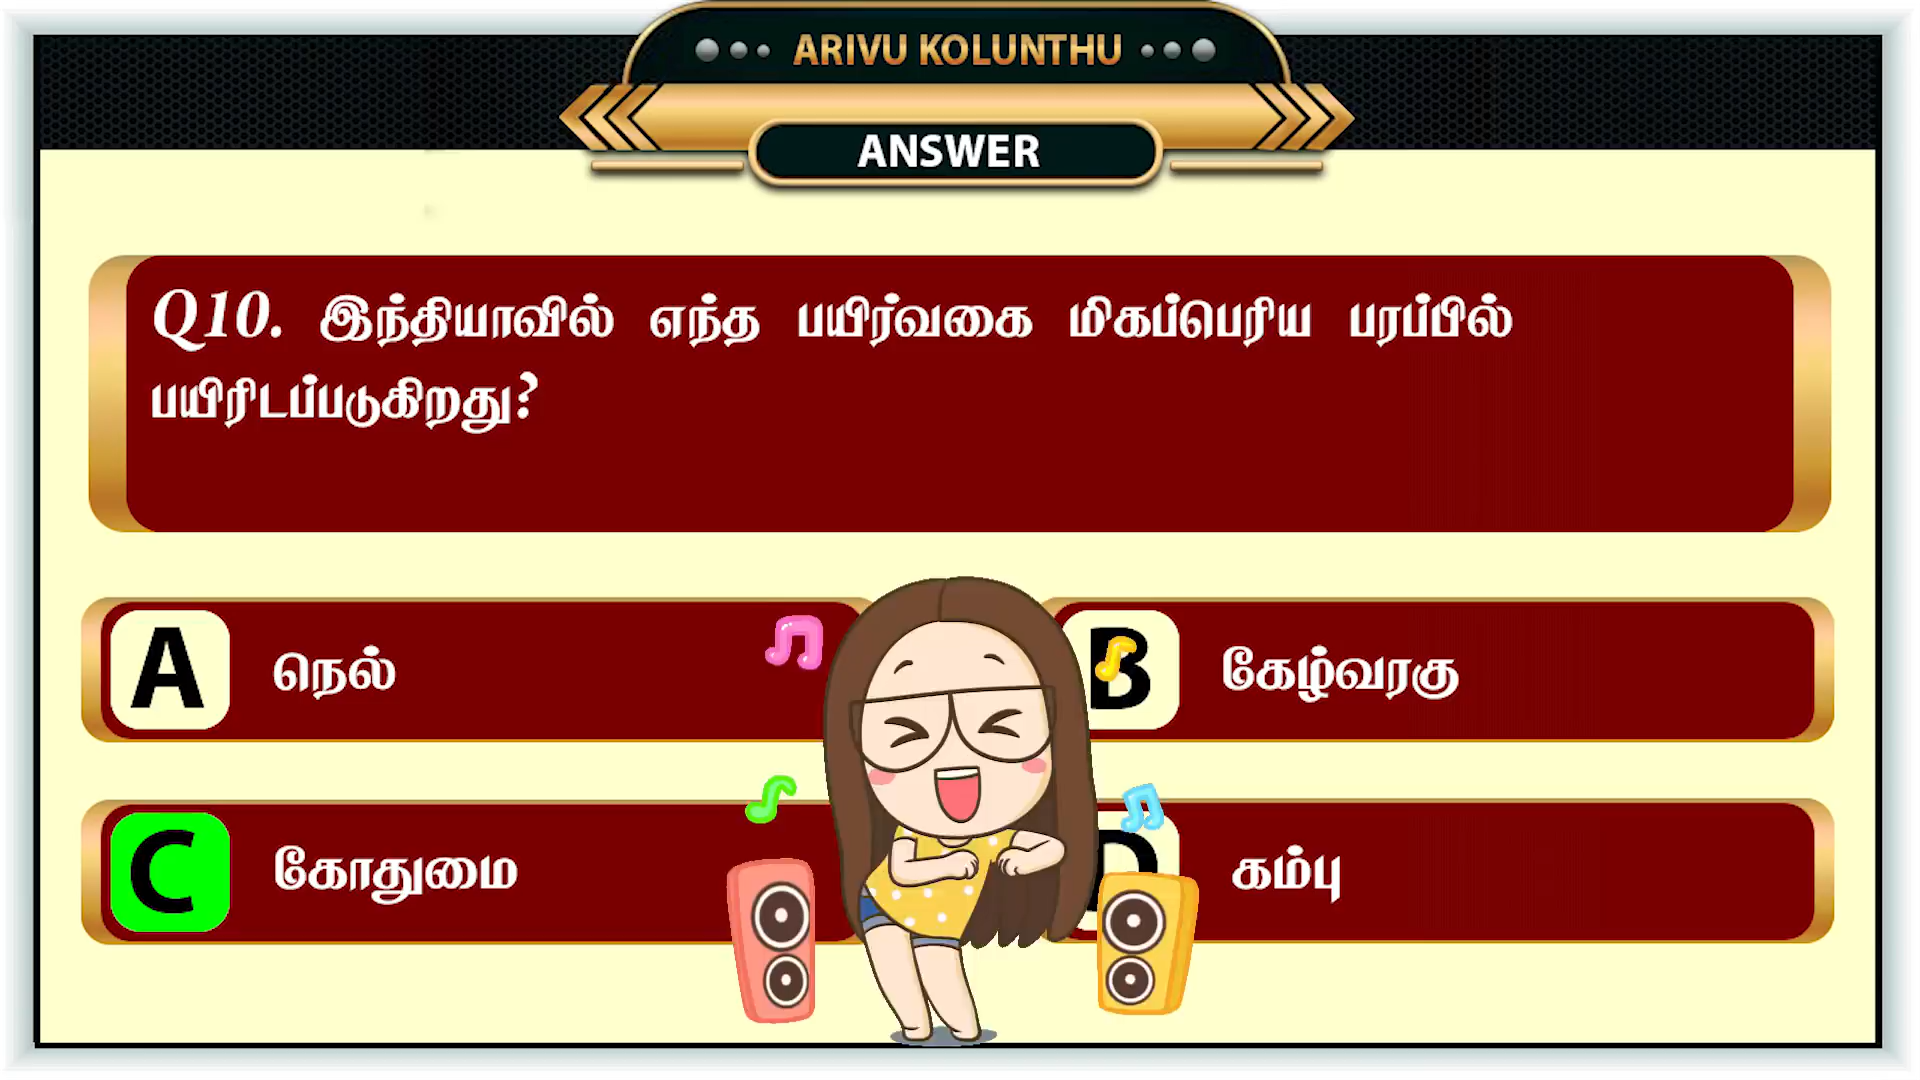 ARIVU KOLUNTHU
ANSWER
Q10. இந்தியாவில் எந்த பயிர்வகை மிகப்பெரிய பரப்பில்
பயிரிடப்படுகிறது?
A நெல்
B கேழ்வரகு
C கோதுமை
D கம்பு